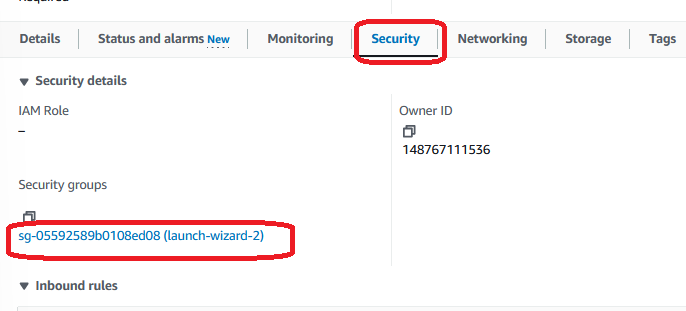 Required
Details Status and alarms New Monitoring Security Networking Storage Tags
Security details
IAM Role
–
Owner ID
148767111536
Security groups
sg-05592589b0108ed08 (launch-wizard-2)
Inbound rules